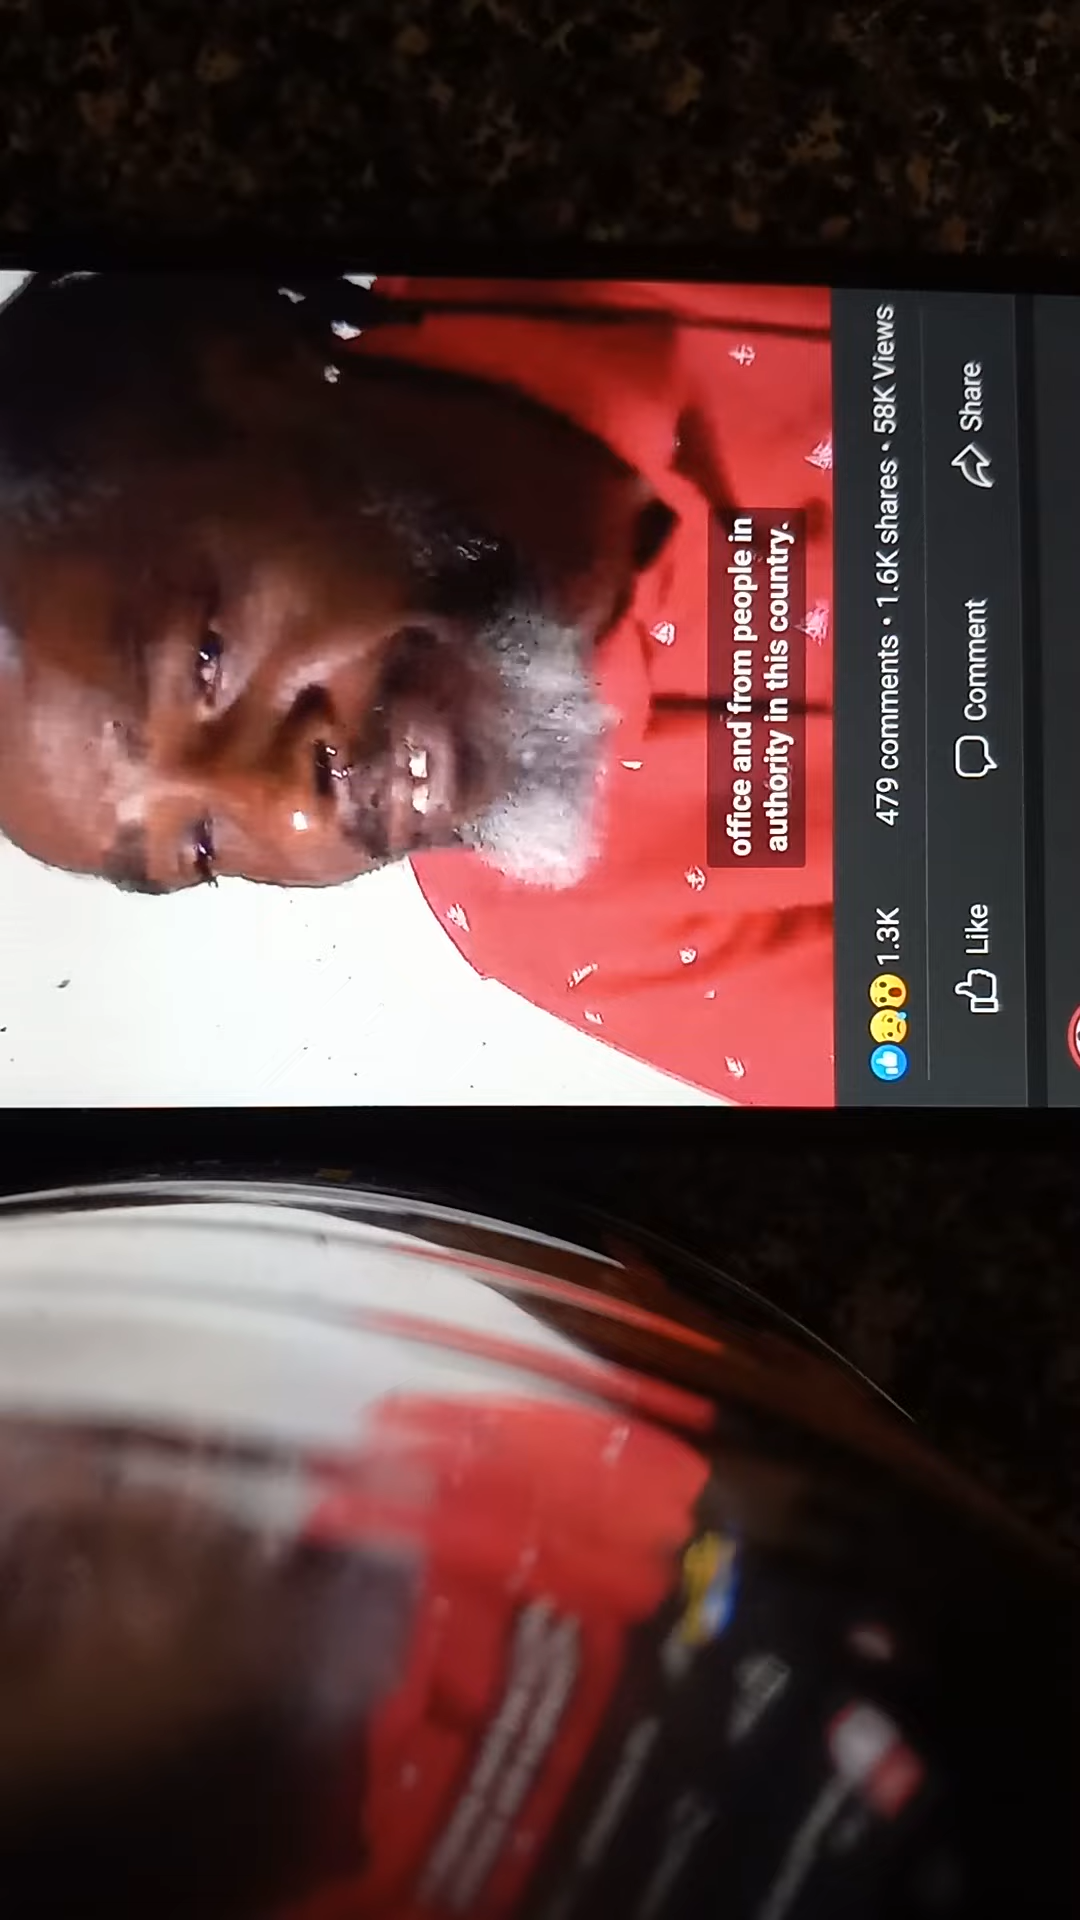 office and from people in
authority in this country.
1.3K
479 comments • 1.6K shares • 58K Views
Like
Comment
Share